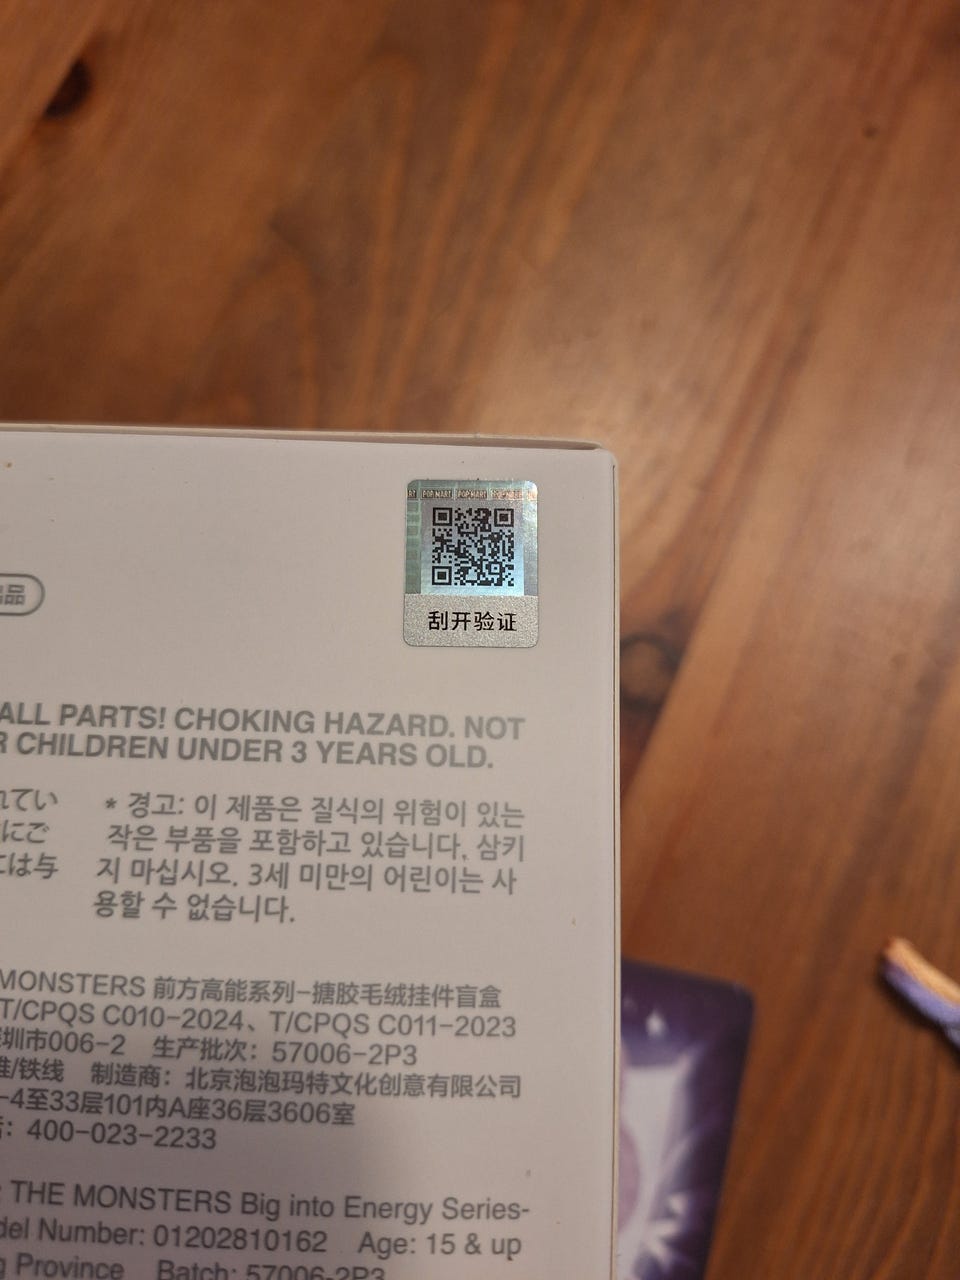 POP MART POP MART
刮开验证
品
ALL PARTS! CHOKING HAZARD. NOT
R CHILDREN UNDER 3 YEARS OLD.
れてい
にご
には与
* 경고: 이 제품은 질식의 위험이 있는
작은 부품을 포함하고 있습니다. 삼키
지 마십시오. 3세 미만의 어린이는 사
용할 수 없습니다.
MONSTERS 前方高能系列-搪胶毛绒挂件盲盒
T/CPQS C010-2024、T/CPQS C011-2023
圳市006-2 生产批次：57006-2P3
/铁线 制造商：北京泡泡玛特文化创意有限公司
-4至33层101内A座36层3606室
：400-023-2233
: THE MONSTERS Big into Energy Series-
del Number: 01202810162 Age: 15 & up
g Province Batch: 57006-2P3